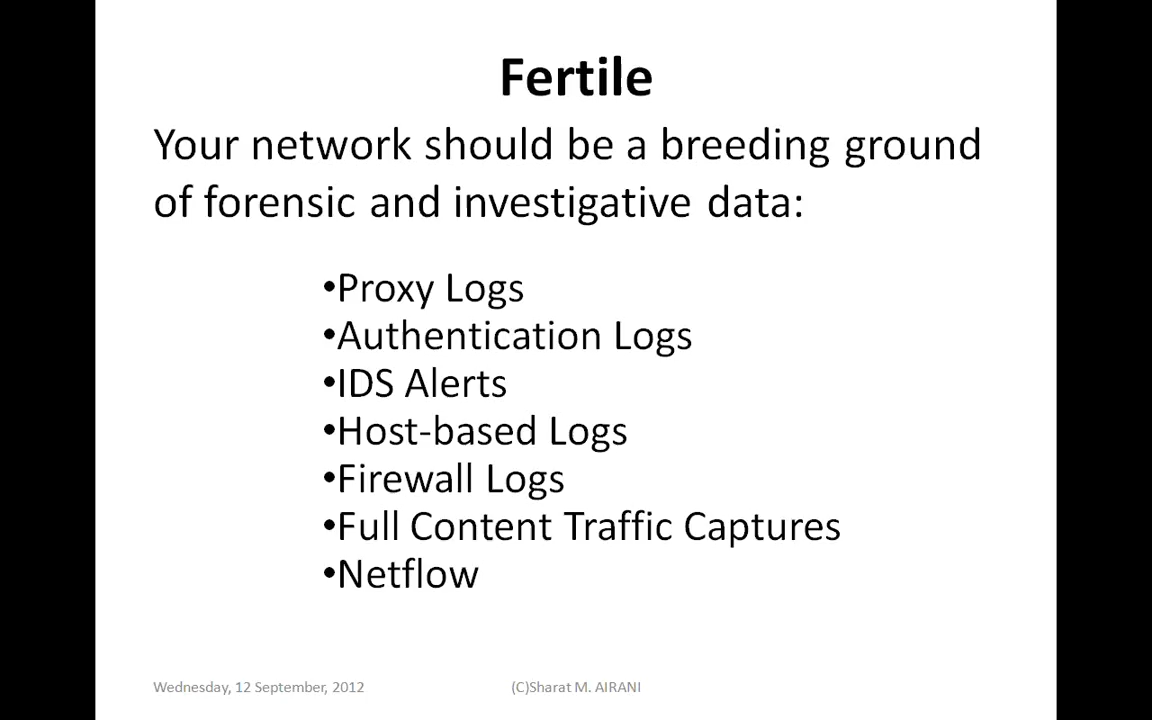 Fertile
Your network should be a breeding ground
of forensic and investigative data:
•Proxy Logs
•Authentication Logs
•IDS Alerts
•Host-based Logs
•Firewall Logs
•Full Content Traffic Captures
•Netflow
Wednesday, 12 September, 2012
(C)Sharat M. AIRANI